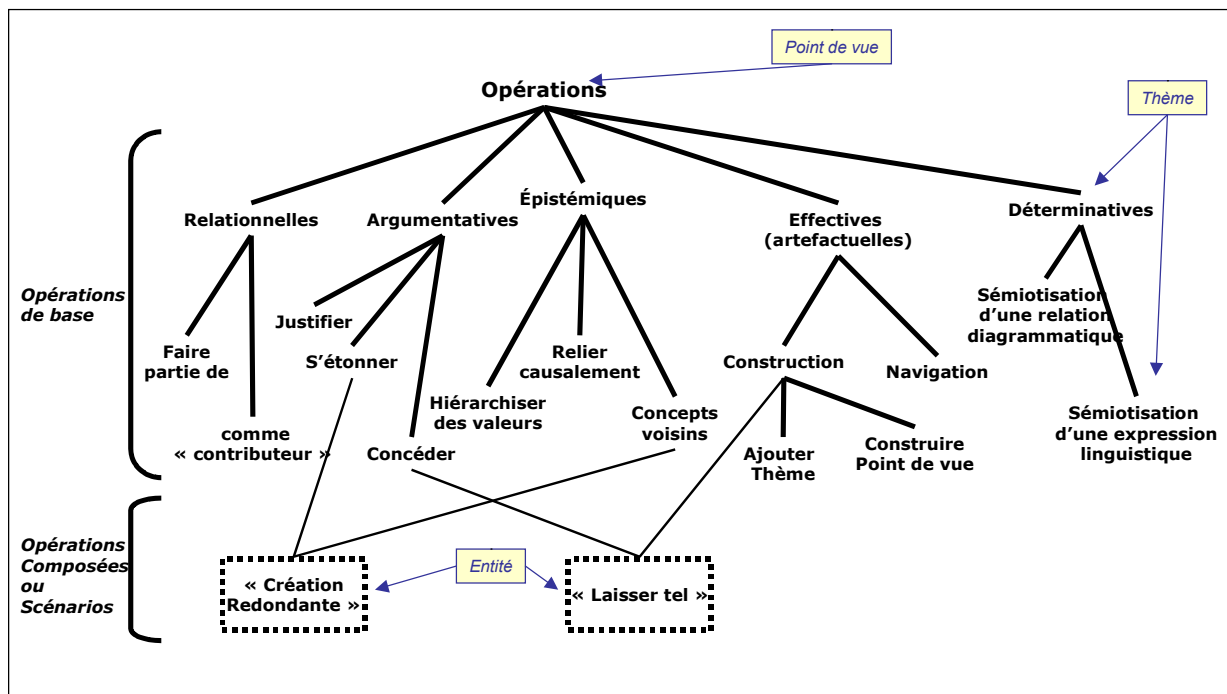 Point de vue
Opérations
Thème
Relationnelles
Argumentatives
Épistémiques
Effectives
(artefactuelles)
Déterminatives
Opérations
de base
Faire
partie de
comme
« contributeur »
Justifier
S’étonner
Concéder
Hiérarchiser
des valeurs
Relier
causalement
Concepts
voisins
Construction
Navigation
Ajouter
Thème
Construire
Point de vue
Sémiotisation
d’une relation
diagrammatique
Sémiotisation
d’une expression
linguistique
Opérations
Composées
ou
Scénarios
« Création
Redondante »
Entité
« Laisser tel »